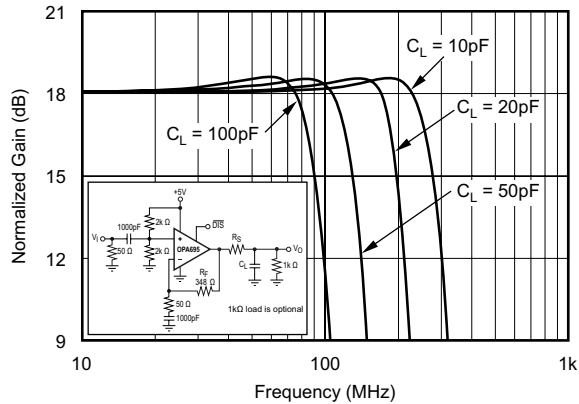 21
18
15
12
9
Normalized Gain (dB)
10
100
1k
Frequency (MHz)
C_L = 10pF
C_L = 20pF
C_L = 50pF
C_L = 100pF
+5V
DIS
1000pF
2k Ω
V_I
50 Ω
2k Ω
+
OPA695
−
R_S
V_O
C_L
1k Ω
R_F
348 Ω
50 Ω
1000pF
1kΩ load is optional